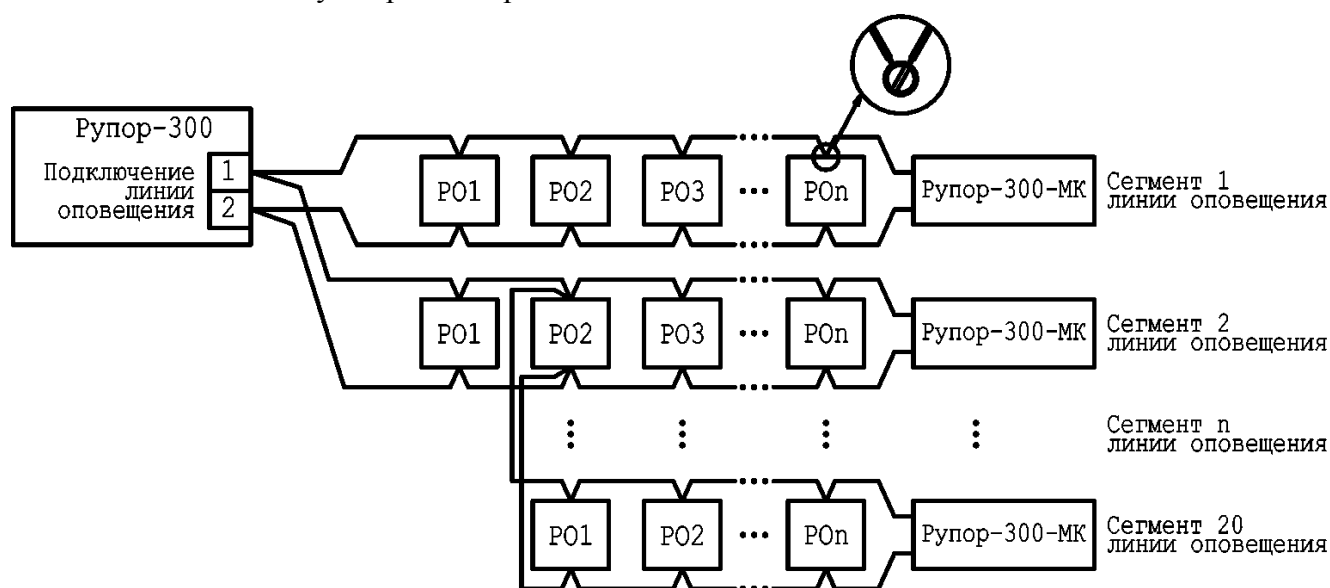 Рупор-300
Подключение
линии
оповещения
1
2
РО1
РО2
РО3
...
РОn
Рупор-300-МК
Сегмент 1
линии оповещения
РО1
РО2
РО3
...
РОn
Рупор-300-МК
Сегмент 2
линии оповещения
Сегмент n
линии оповещения
РО1
РО2
...
РОn
Рупор-300-МК
Сегмент 20
линии оповещения